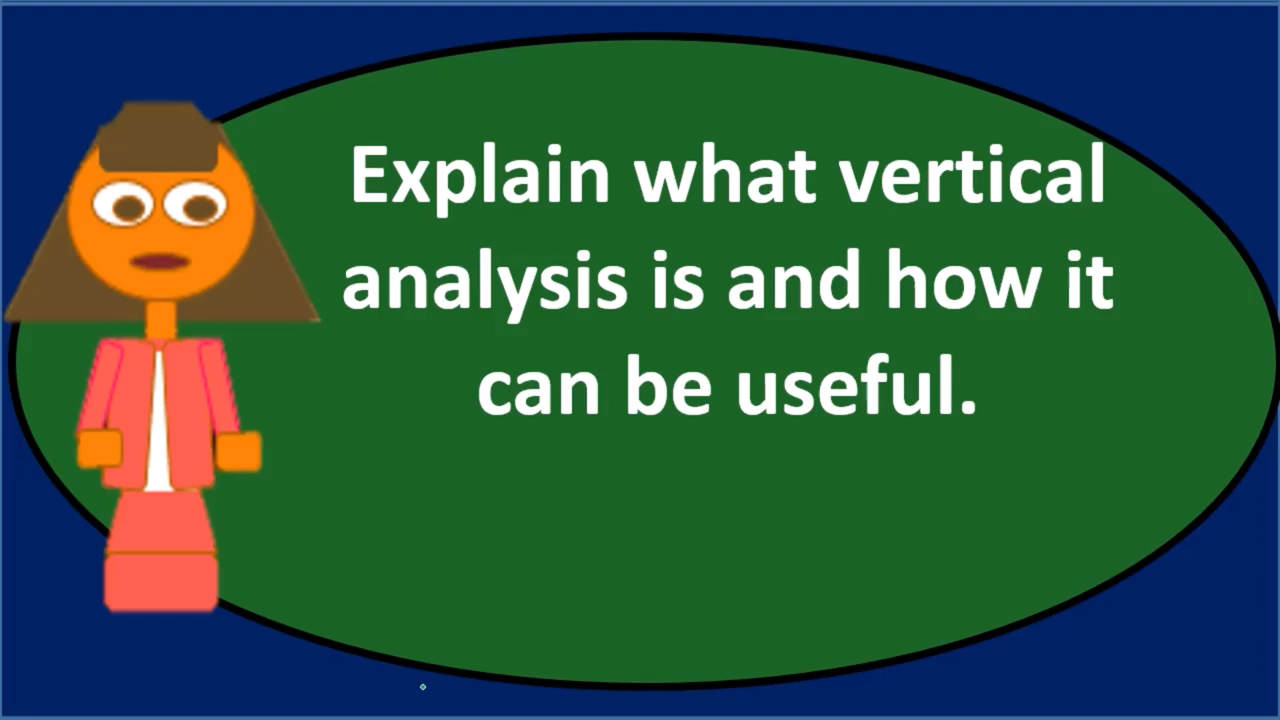 Explain what vertical
analysis is and how it
can be useful.